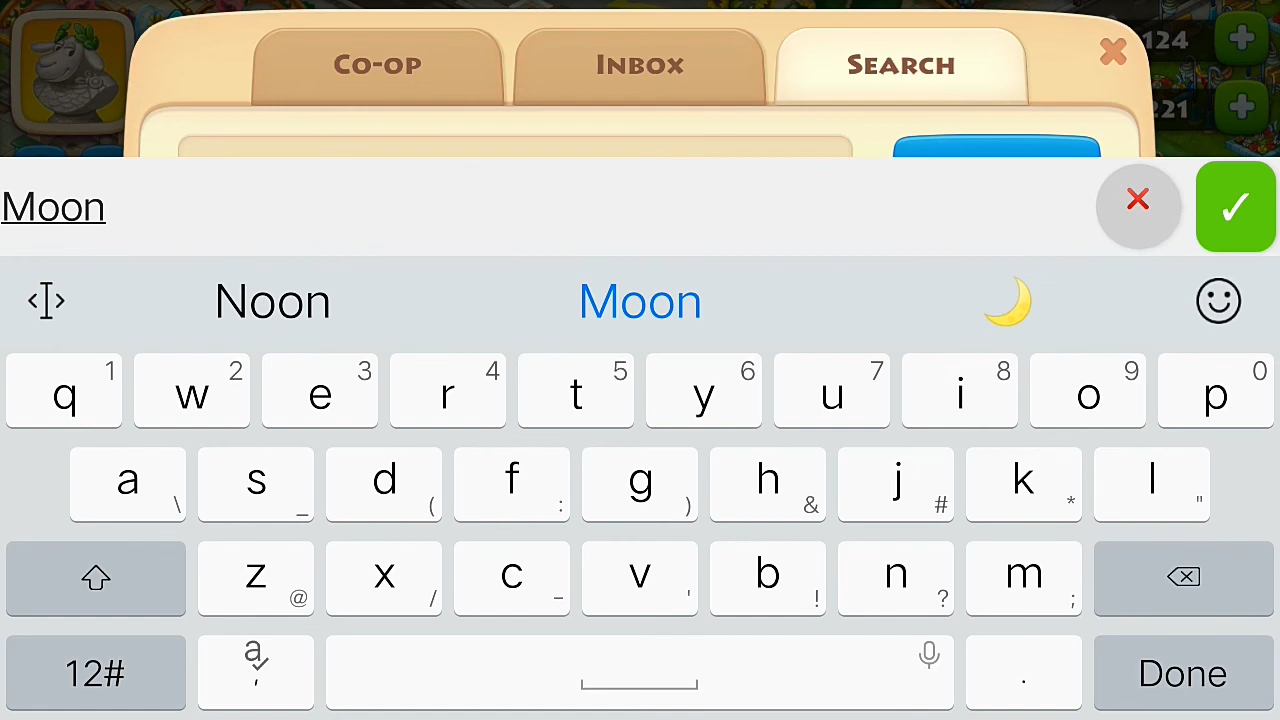 Co-op Inbox Search
124
221
Moon
Noon Moon
1 2 3 4 5 6 7 8 9 0
q w e r t y u i o p
a s d f g h j k l
\ _ ( : ) & # * "
z x c v b n m
@ / - ' ! ? ;
12# a , . Done